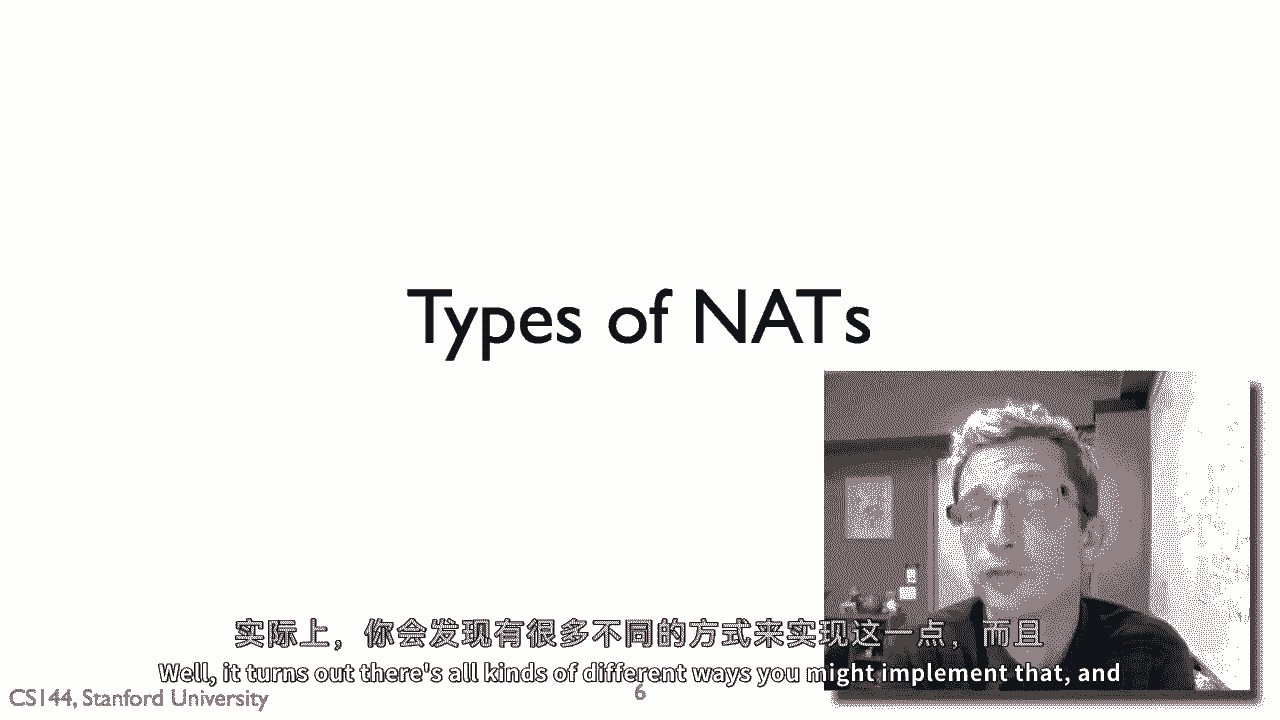 Types of NATs
实际上，你会发现有很多不同的方式来实现这一点，而且
Well, it turns out there's all kinds of different ways you might implement that, and
CS144, Stanford University
6